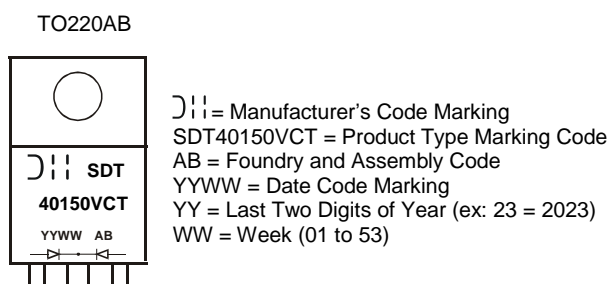 TO220AB
SDT
40150VCT
YYWW AB
= Manufacturer's Code Marking
SDT40150VCT = Product Type Marking Code
AB = Foundry and Assembly Code
YYWW = Date Code Marking
YY = Last Two Digits of Year (ex: 23 = 2023)
WW = Week (01 to 53)